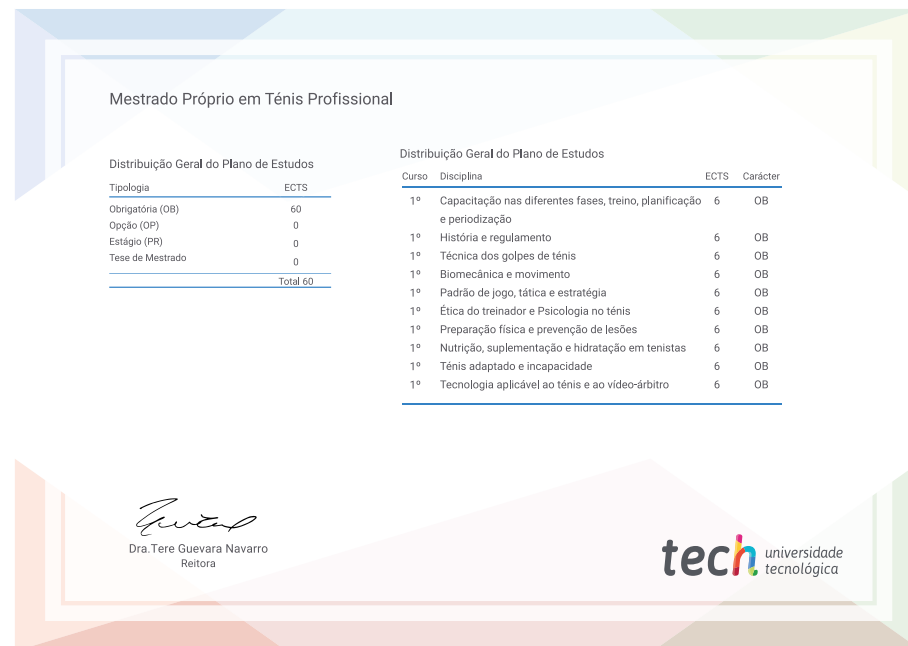 Mestrado Próprio em Ténis Profissional
Distribuição Geral do Plano de Estudos
Tipologia ECTS
Obrigatória (OB) 60
Opção (OP) 0
Estágio (PR) 0
Tese de Mestrado 0
Total 60
Distribuição Geral do Plano de Estudos
Curso Disciplina ECTS Carácter
1º Capacitação nas diferentes fases, treino, planificação 6 OB
e periodização
1º História e regulamento 6 OB
1º Técnica dos golpes de ténis 6 OB
1º Biomecânica e movimento 6 OB
1º Padrão de jogo, tática e estratégia 6 OB
1º Ética do treinador e Psicologia no ténis 6 OB
1º Preparação física e prevenção de lesões 6 OB
1º Nutrição, suplementação e hidratação em tenistas 6 OB
1º Ténis adaptado e incapacidade 6 OB
1º Tecnologia aplicável ao ténis e ao vídeo-árbitro 6 OB
Dra.Tere Guevara Navarro
Reitora
tech universidade
tecnológica